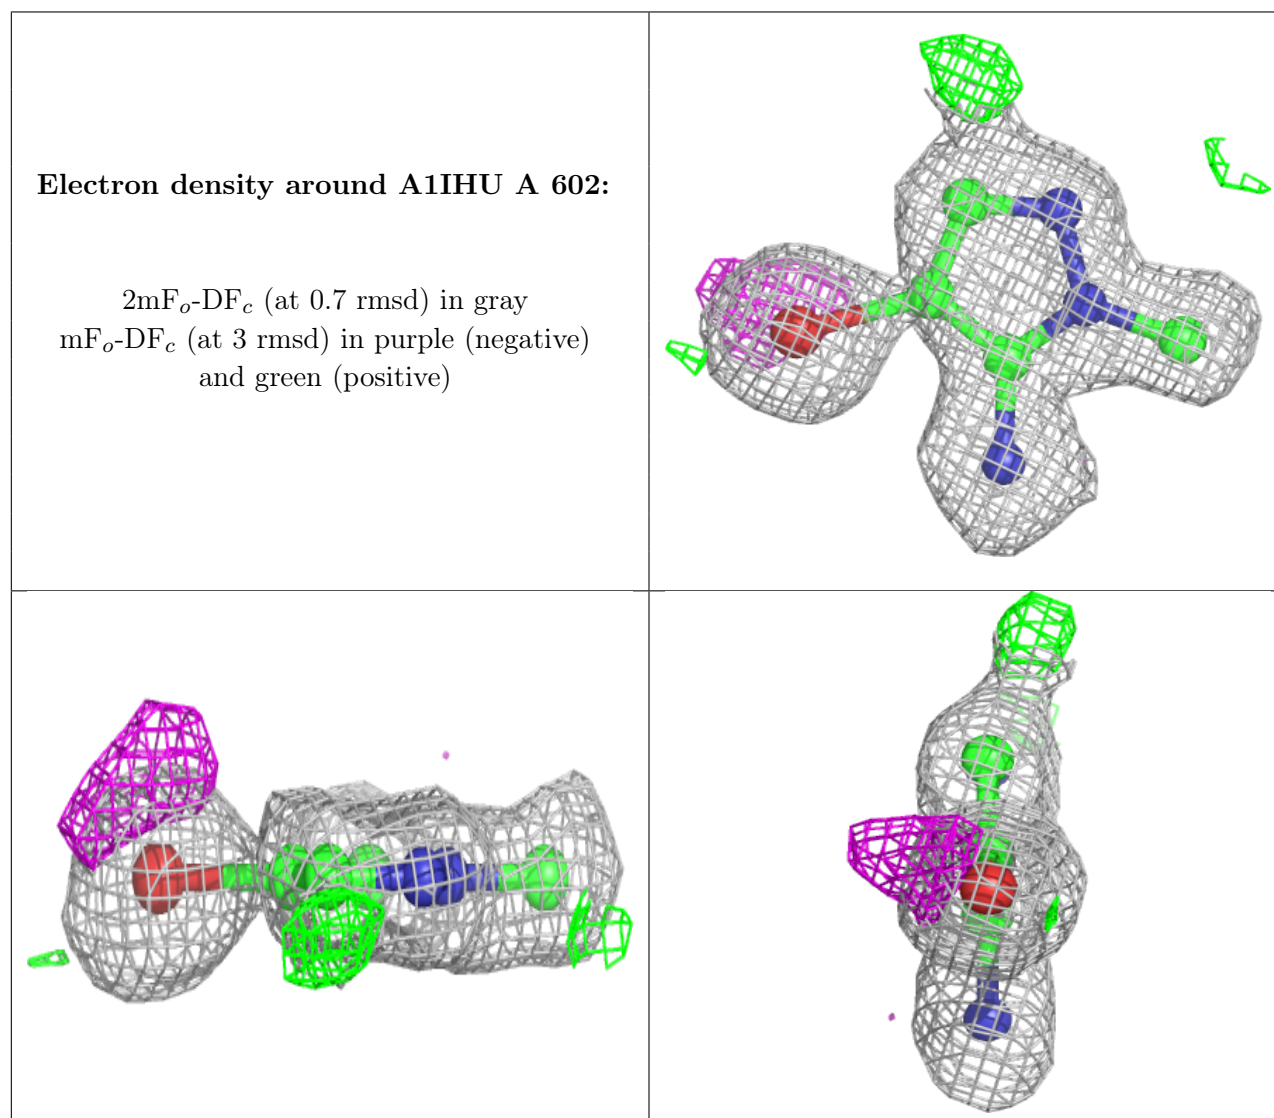 Electron density around A1IHU A 602:
2mFo-DFc (at 0.7 rmsd) in gray
mFo-DFc (at 3 rmsd) in purple (negative)
and green (positive)